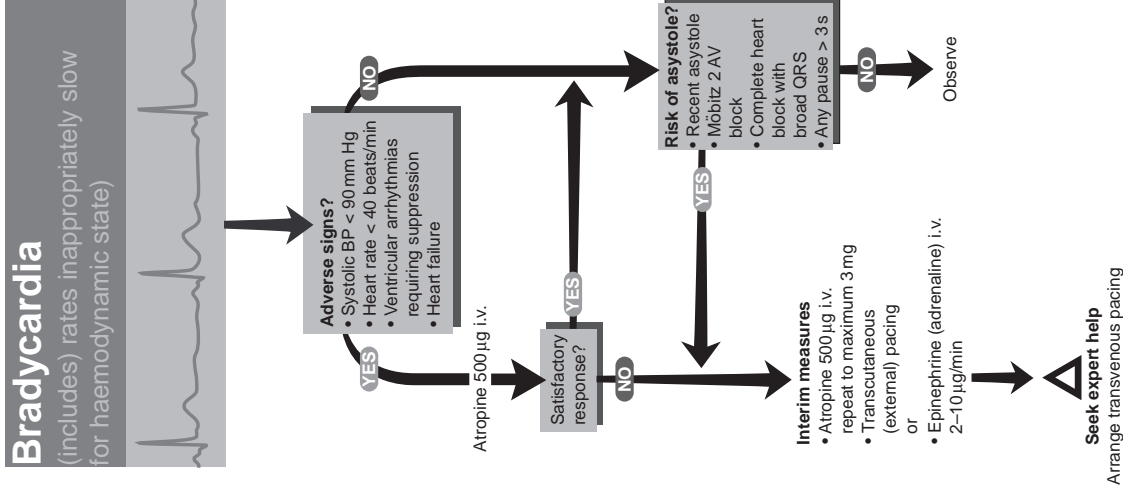 Bradycardia
(includes) rates inappropriately slow
for haemodynamic state)
Adverse signs?
• Systolic BP < 90 mm Hg
• Heart rate < 40 beats/min
• Ventricular arrhythmias
requiring suppression
• Heart failure
YES
NO
Atropine 500 µg i.v.
Satisfactory
response?
YES
NO
Risk of asystole?
• Recent asystole
• Möbitz 2 AV
block
• Complete heart
block with
broad QRS
• Any pause > 3 s
YES
NO
Observe
Interim measures
• Atropine 500 µg i.v.
repeat to maximum 3 mg
• Transcutaneous
(external) pacing
or
• Epinephrine (adrenaline) i.v.
2–10 µg/min
Seek expert help
Arrange transvenous pacing